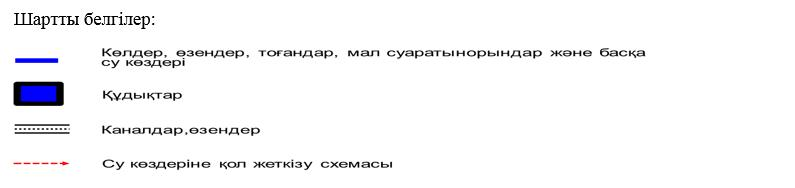 Шартты белгілер:
Көлдер, өзендер, тоғандар, мал суаратынорындар және басқа
су көздері
Құдықтар
Каналдар,өзендер
Су көздеріне қол жеткізу схемасы